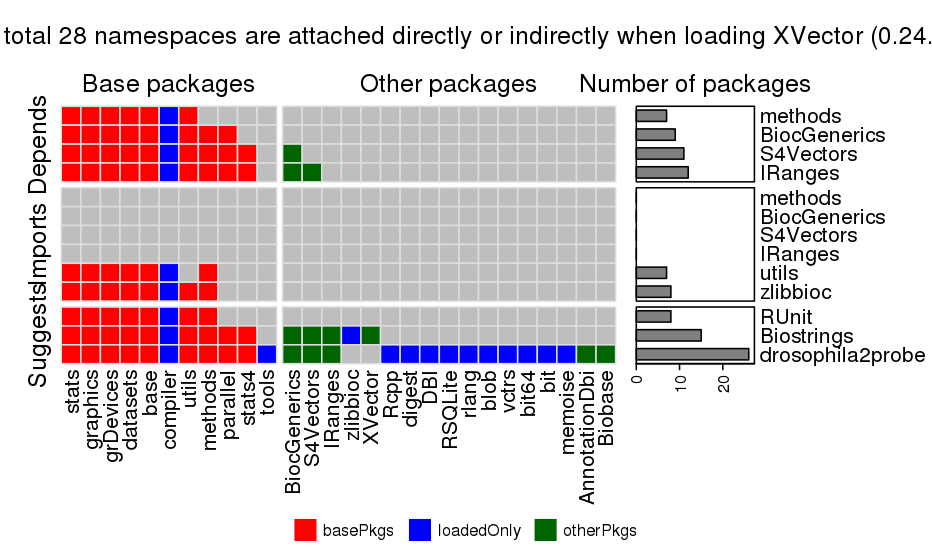 total 28 namespaces are attached directly or indirectly when loading XVector (0.24.
Base packages
Other packages
Number of packages
Depends
Imports
Suggests
methods
BiocGenerics
S4Vectors
IRanges
methods
BiocGenerics
S4Vectors
IRanges
utils
zlibbioc
RUnit
Biostrings
drosophila2probe
0
10
20
stats
graphics
grDevices
datasets
base
compiler
utils
methods
parallel
stats4
tools
BiocGenerics
S4Vectors
IRanges
zlibbioc
XVector
Rcpp
digest
DBI
RSQLite
rlang
blob
vctrs
bit64
bit
memoise
AnnotationDbi
Biobase
basePkgs
loadedOnly
otherPkgs